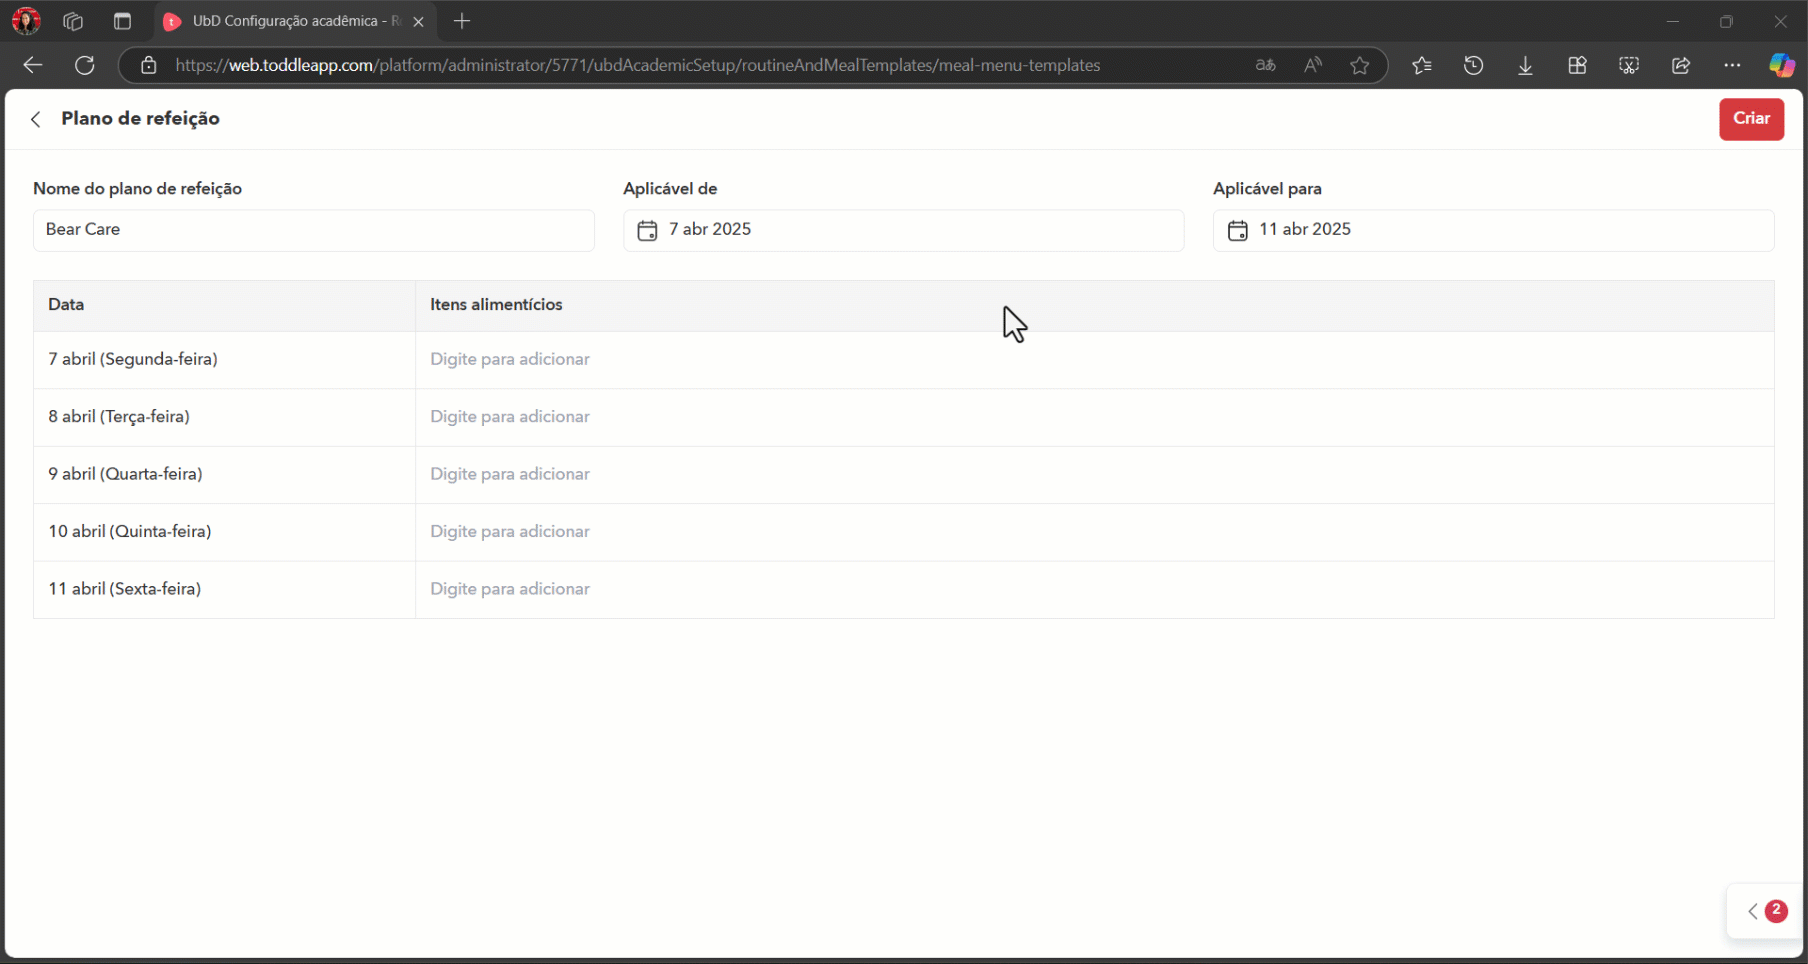 UbD Configuração acadêmica - R
https://web.toddleapp.com/platform/administrator/5771/ubdAcademicSetup/routineAndMealTemplates/meal-menu-templates
Plano de refeição
Criar
Nome do plano de refeição
Aplicável de
Aplicável para
Bear Care
7 abr 2025
11 abr 2025
Data
Itens alimentícios
7 abril (Segunda-feira)
Digite para adicionar
8 abril (Terça-feira)
Digite para adicionar
9 abril (Quarta-feira)
Digite para adicionar
10 abril (Quinta-feira)
Digite para adicionar
11 abril (Sexta-feira)
Digite para adicionar
2